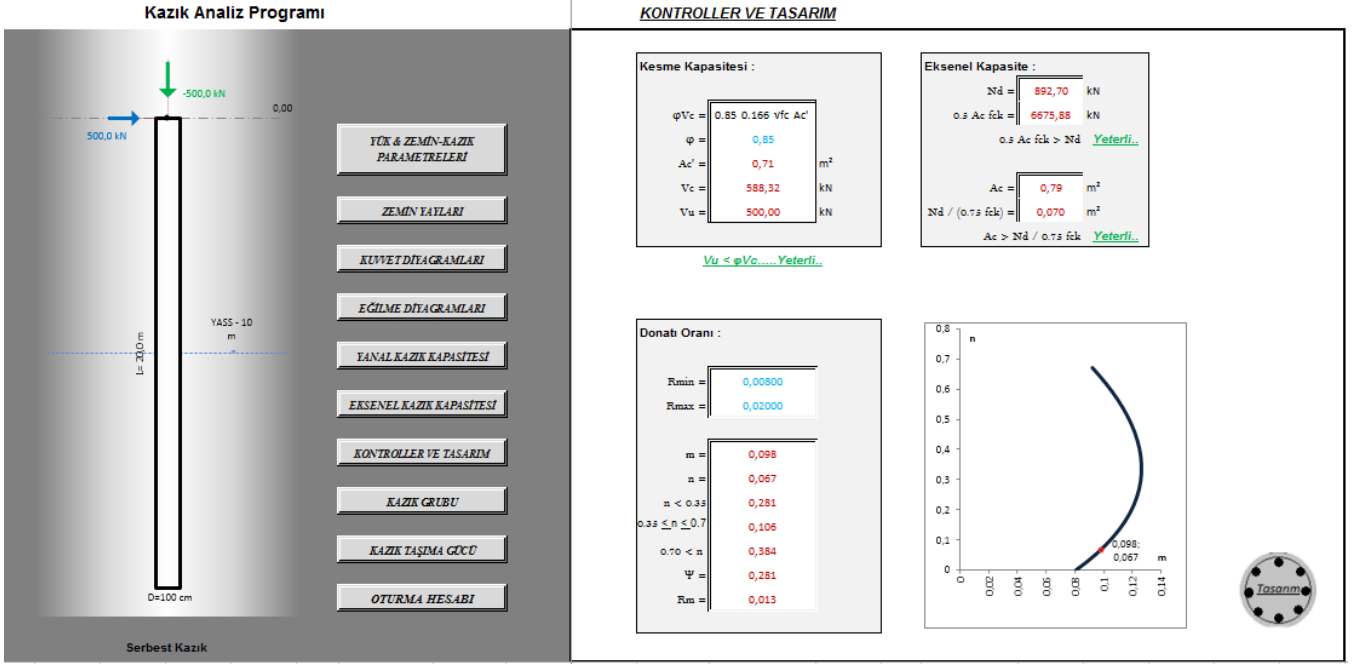 Kazık Analiz Programı
-500,0 kN
0,00
500,0 kN
YASS - 10
m
L= 20,0 m
D=100 cm
Serbest Kazık
YÜK & ZEMİN-KAZIK
PARAMETRELERİ
ZEMİN YAYLARI
KUVVET DİYAGRAMLARI
EĞİLME DİYAGRAMLARI
YANAL KAZIK KAPASİTESİ
EKSENEL KAZIK KAPASİTESİ
KONTROLLER VE TASARIM
KAZIK GRUBU
KAZIK TAŞIMA GÜCÜ
OTURMA HESABI
KONTROLLER VE TASARIM
Kesme Kapasitesi :
φVc = 0.85 0.166 √fc Ac'
φ = 0,85
Ac' = 0,71 m²
Vc = 588,32 kN
Vu = 500,00 kN
Vu < φVc.....Yeterli..
Eksenel Kapasite :
Nd = 892,70 kN
0.5 Ac fck = 6675,88 kN
0.5 Ac fck > Nd Yeterli..
Ac = 0,79 m²
Nd / (0.75 fck) = 0,070 m²
Ac > Nd / 0.75 fck Yeterli..
Donatı Oranı :
Rmin = 0,00800
Rmax = 0,02000
m = 0,098
n = 0,067
n < 0.35 0,281
0.35 ≤ n ≤ 0.7 0,106
0.70 < n 0,384
Ψ = 0,281
Rm = 0,013
0,8
n
0,7
0,6
0,5
0,4
0,3
0,2
0,1
0
0,098;
0,067
m
0
0,02
0,04
0,06
0,08
0,1
0,12
0,14
Tasarım